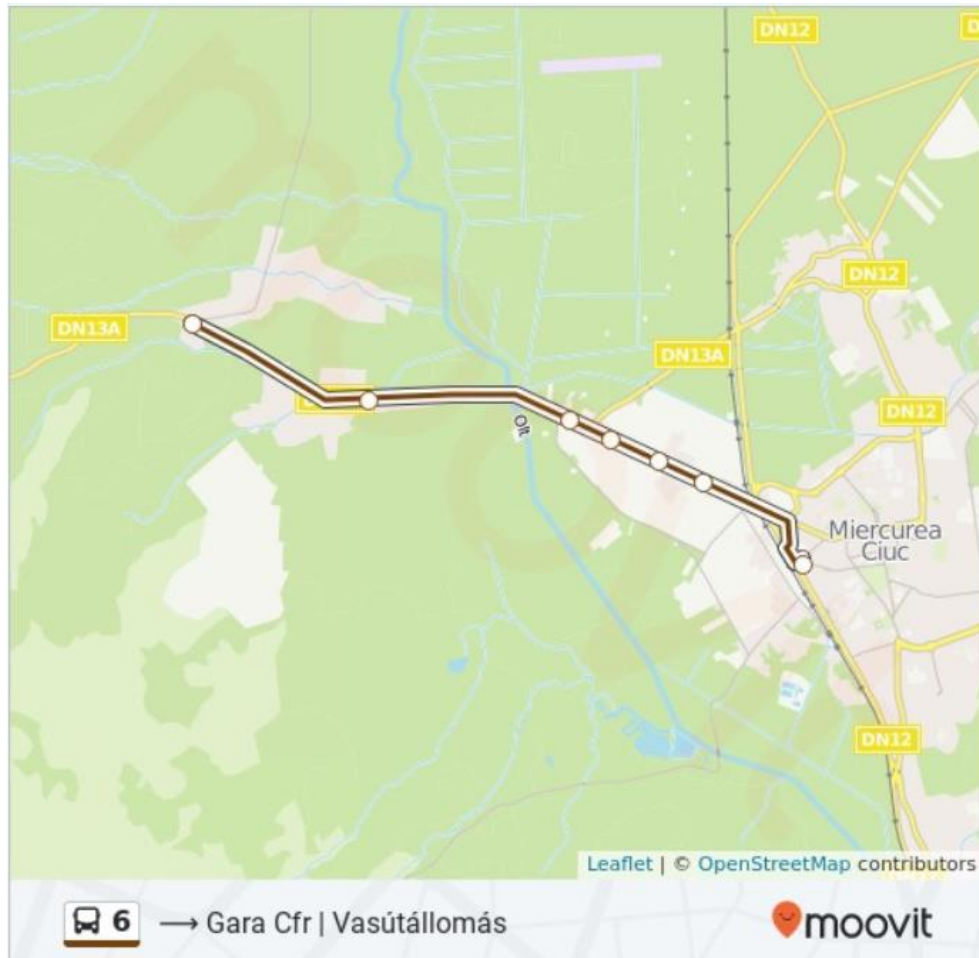 DN12
DN12
DN13A
DN13A
DN12
Olt
Miercurea
Ciuc
DN12
Leaflet | © OpenStreetMap contributors
6 → Gara Cfr | Vasútállomás
moovit